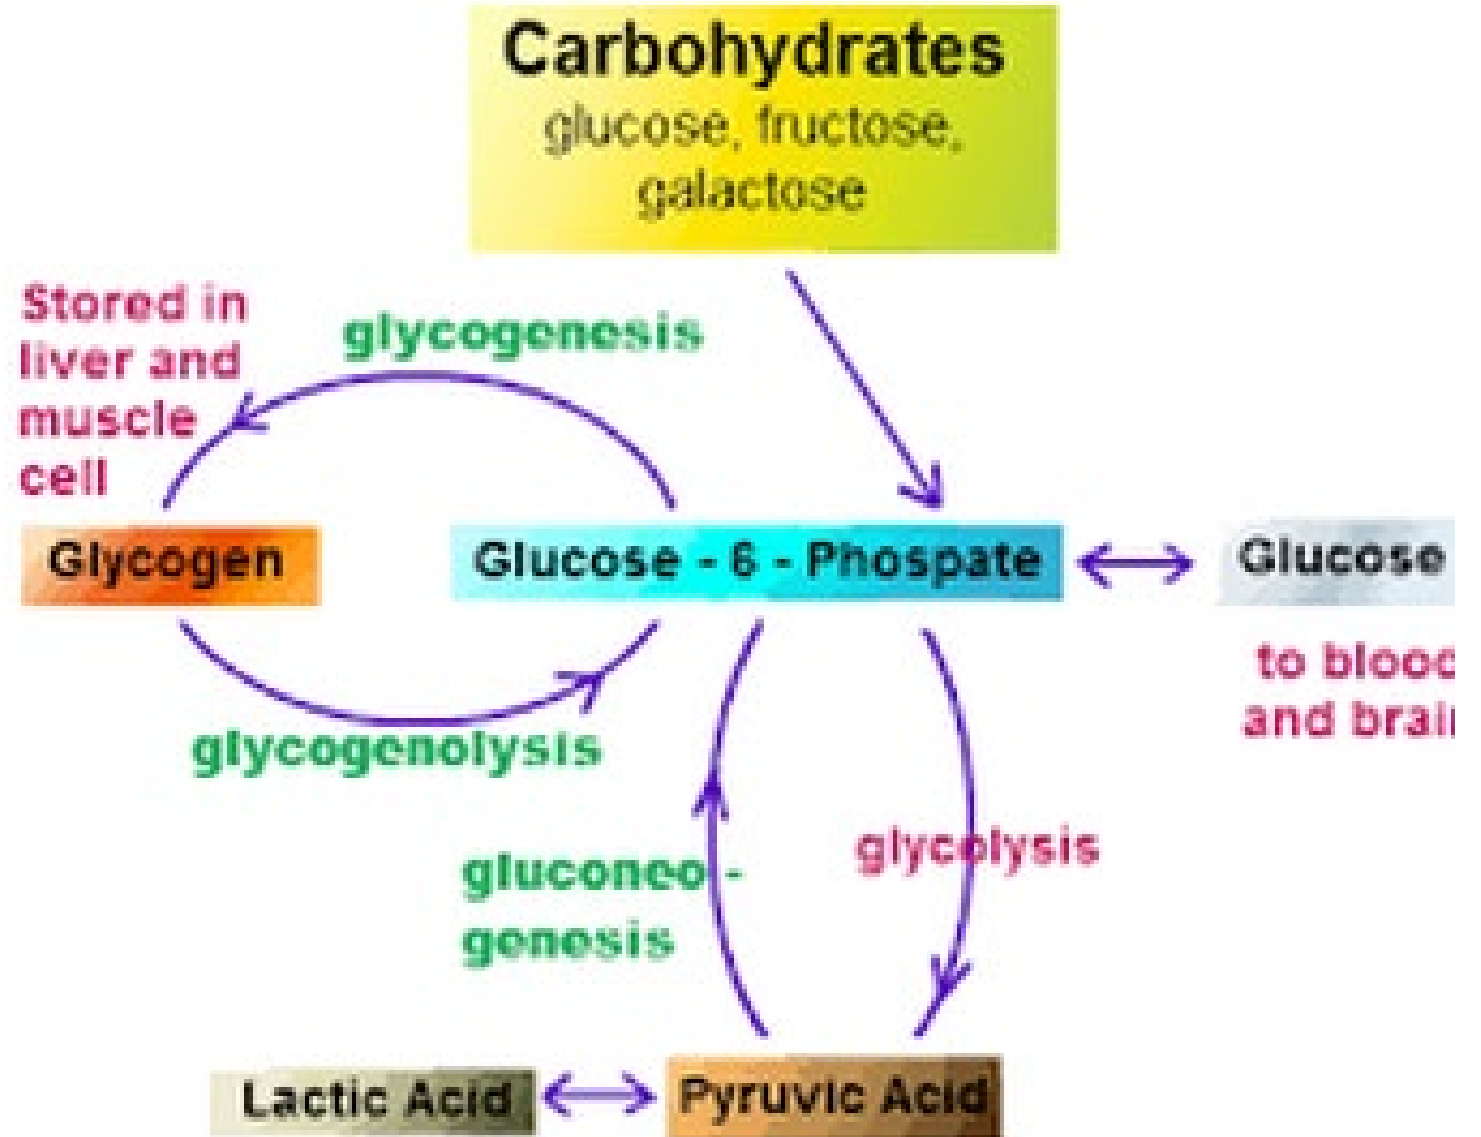 Carbohydrates
glucose, fructose,
galactose
Stored in
liver and
muscle
cell
glycogenesis
Glycogen
Glucose - 6 - Phospate
Glucose
to blood
and brain
glycogenolysis
gluconeo -
genesis
glycolysis
Lactic Acid
Pyruvic Acid